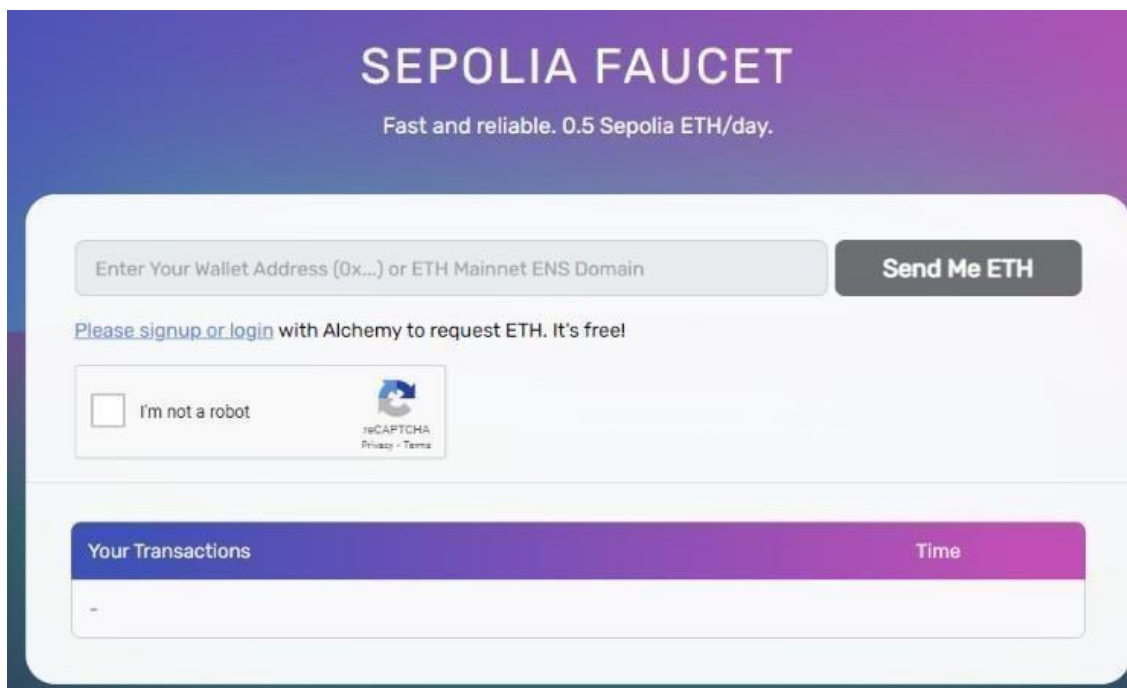 SEPOLIA FAUCET
Fast and reliable. 0.5 Sepolia ETH/day.
Enter Your Wallet Address (0x...) or ETH Mainnet ENS Domain
Send Me ETH
Please signup or login with Alchemy to request ETH. It's free!
I'm not a robot
reCAPTCHA
Privacy - Terms
Your Transactions Time
-